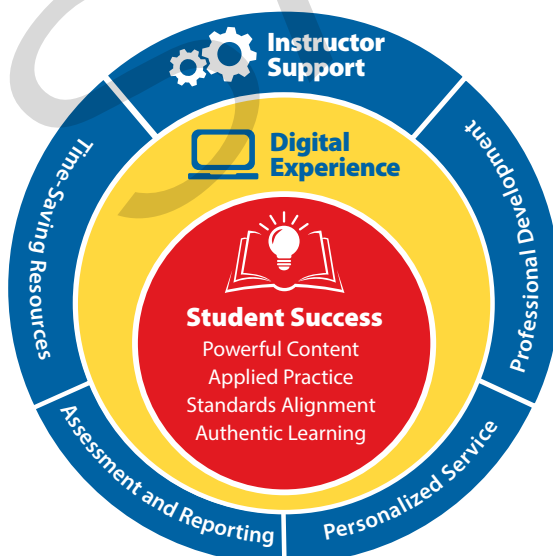 Instructor
Support
Digital
Experience
Student Success
Powerful Content
Applied Practice
Standards Alignment
Authentic Learning
Time-Saving Resources
Professional Development
Assessment and Reporting
Personalized Service